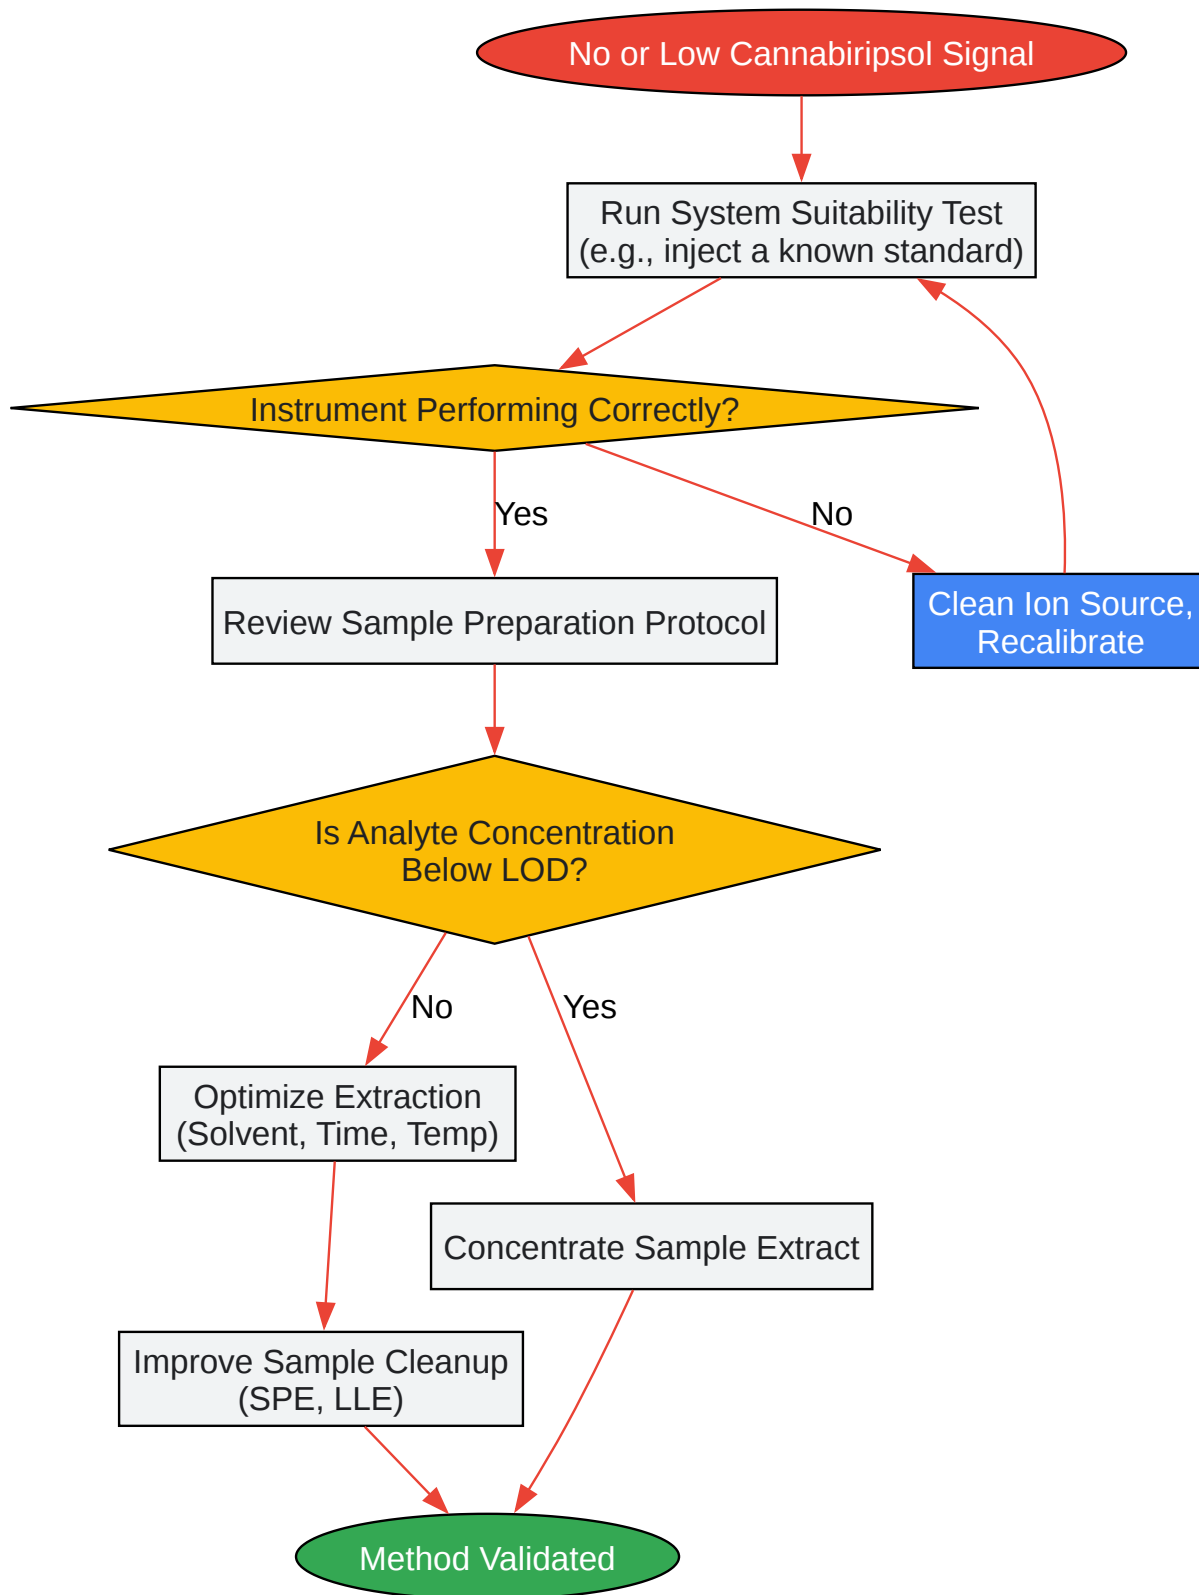 No or Low Cannabiripsol Signal
Run System Suitability Test
(e.g., inject a known standard)
Instrument Performing Correctly?
Yes
No
Clean Ion Source,
Recalibrate
Review Sample Preparation Protocol
Is Analyte Concentration
Below LOD?
No
Yes
Optimize Extraction
(Solvent, Time, Temp)
Concentrate Sample Extract
Improve Sample Cleanup
(SPE, LLE)
Method Validated